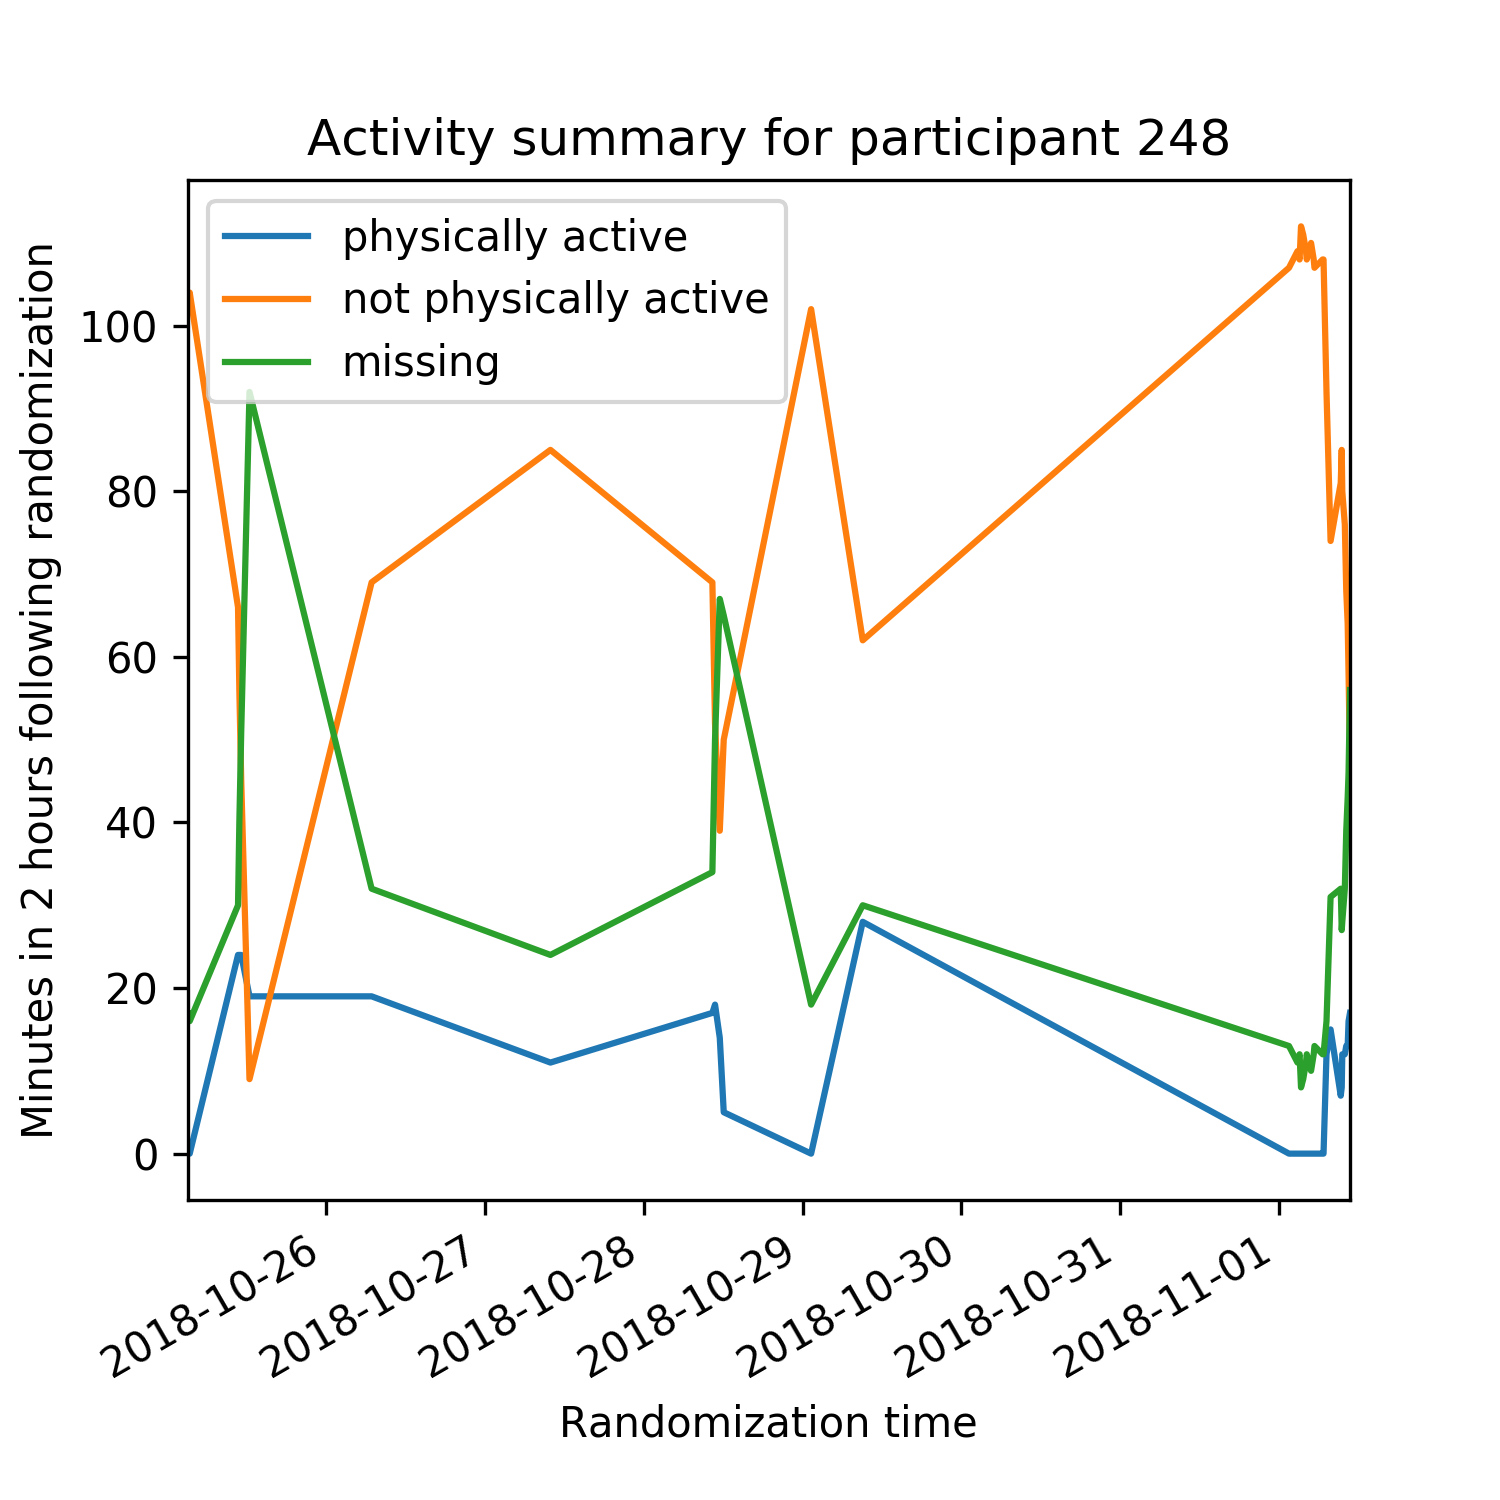 Activity summary for participant 248
physically active
not physically active
missing
Minutes in 2 hours following randomization
100
80
60
40
20
0
2018-10-26
2018-10-27
2018-10-28
2018-10-29
2018-10-30
2018-10-31
2018-11-01
Randomization time